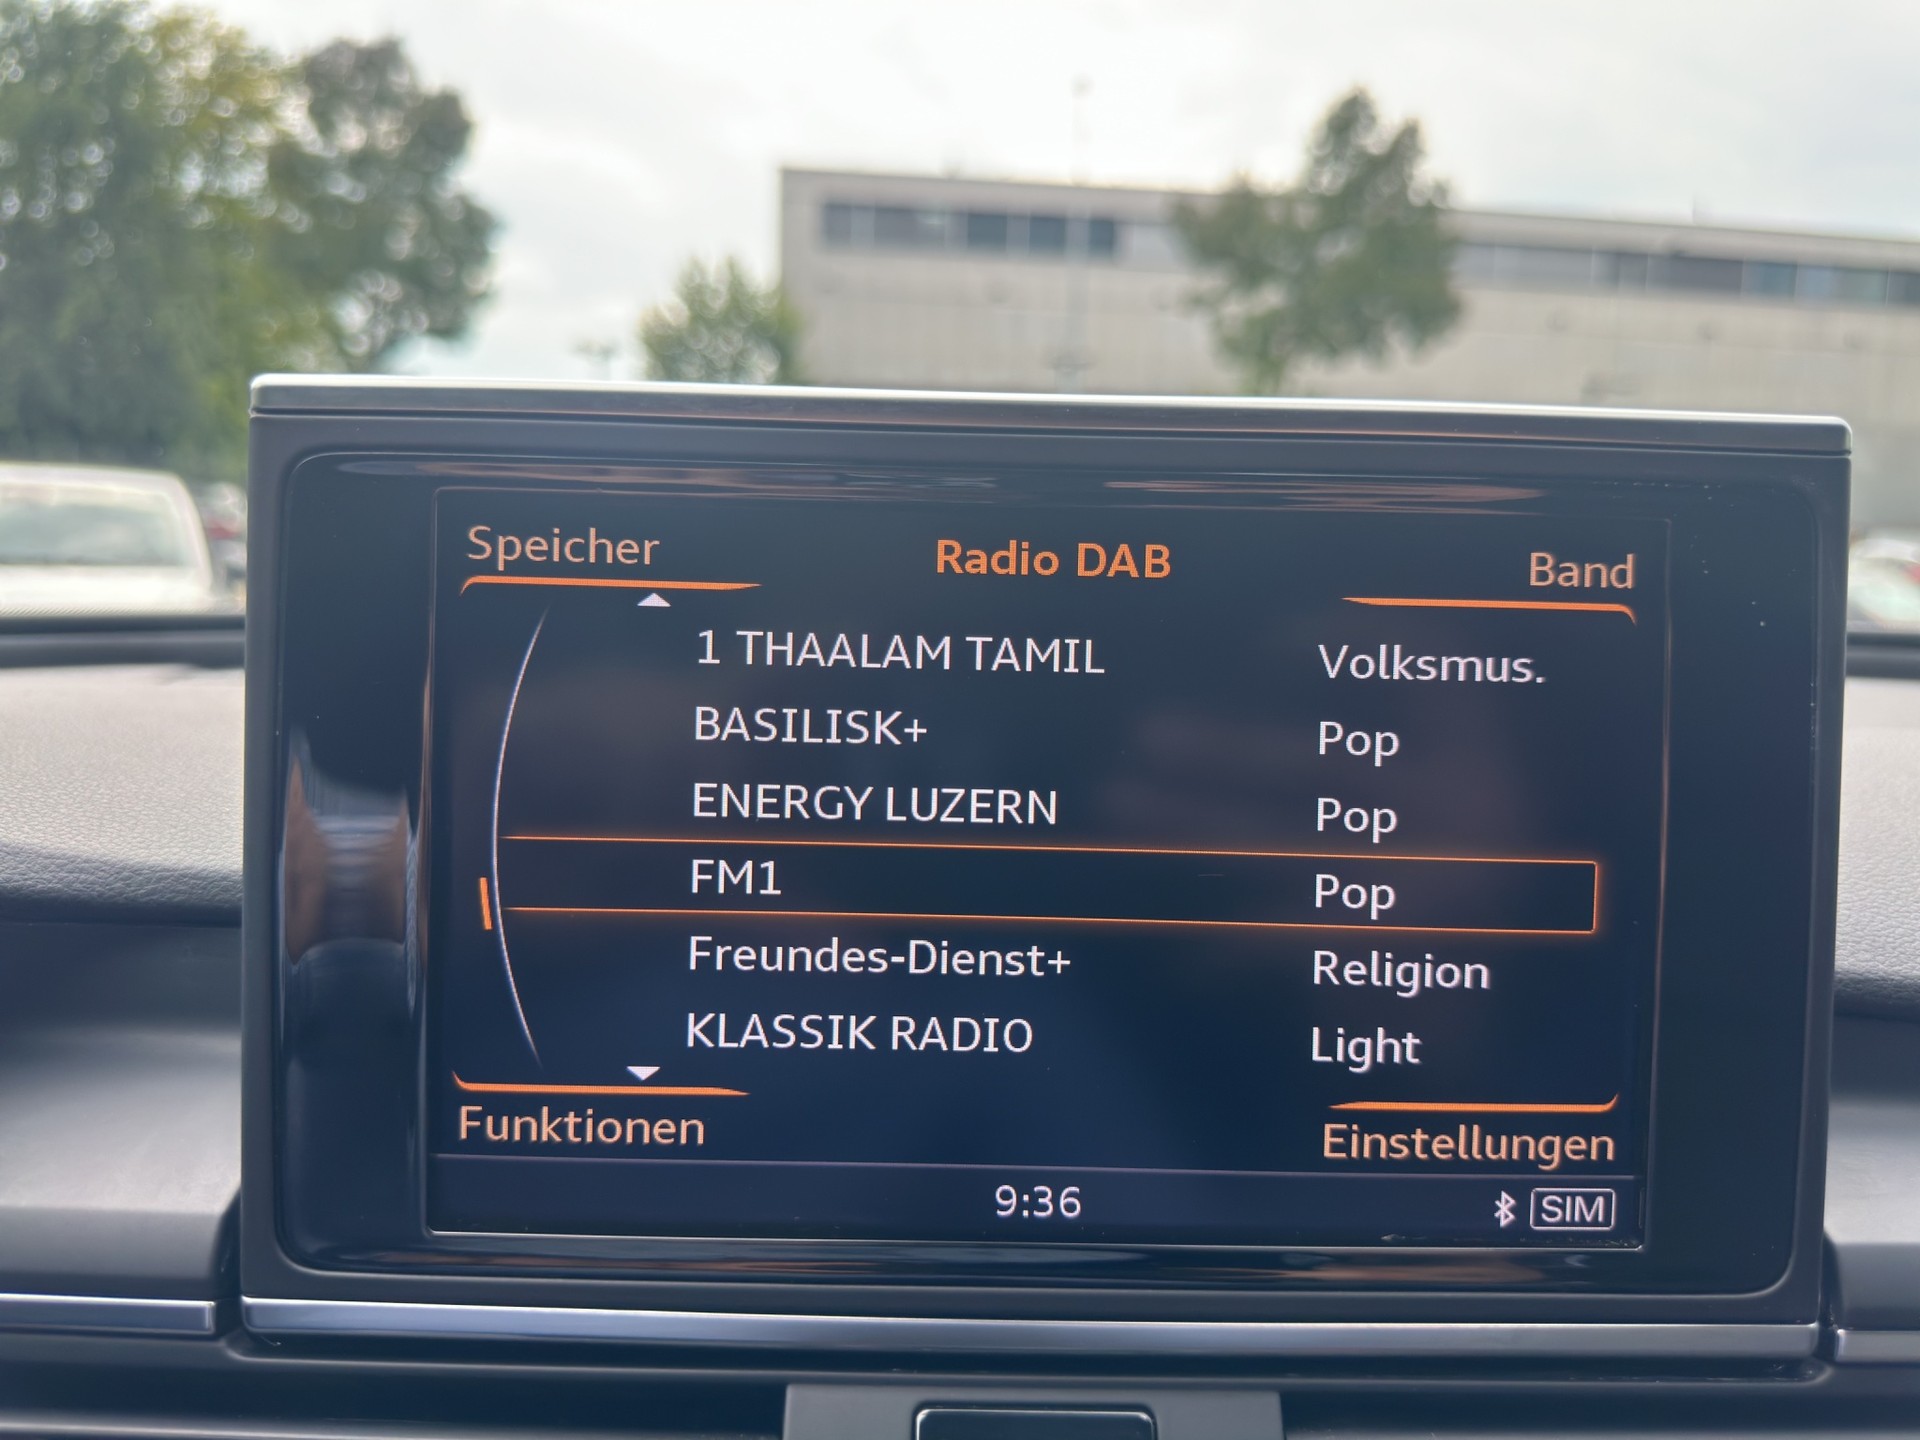 Speicher
Radio DAB
Band
1 THAALAM TAMIL Volksmus.
BASILISK+ Pop
ENERGY LUZERN Pop
FM1 Pop
Freundes-Dienst+ Religion
KLASSIK RADIO Light
Funktionen
Einstellungen
9:36
SIM